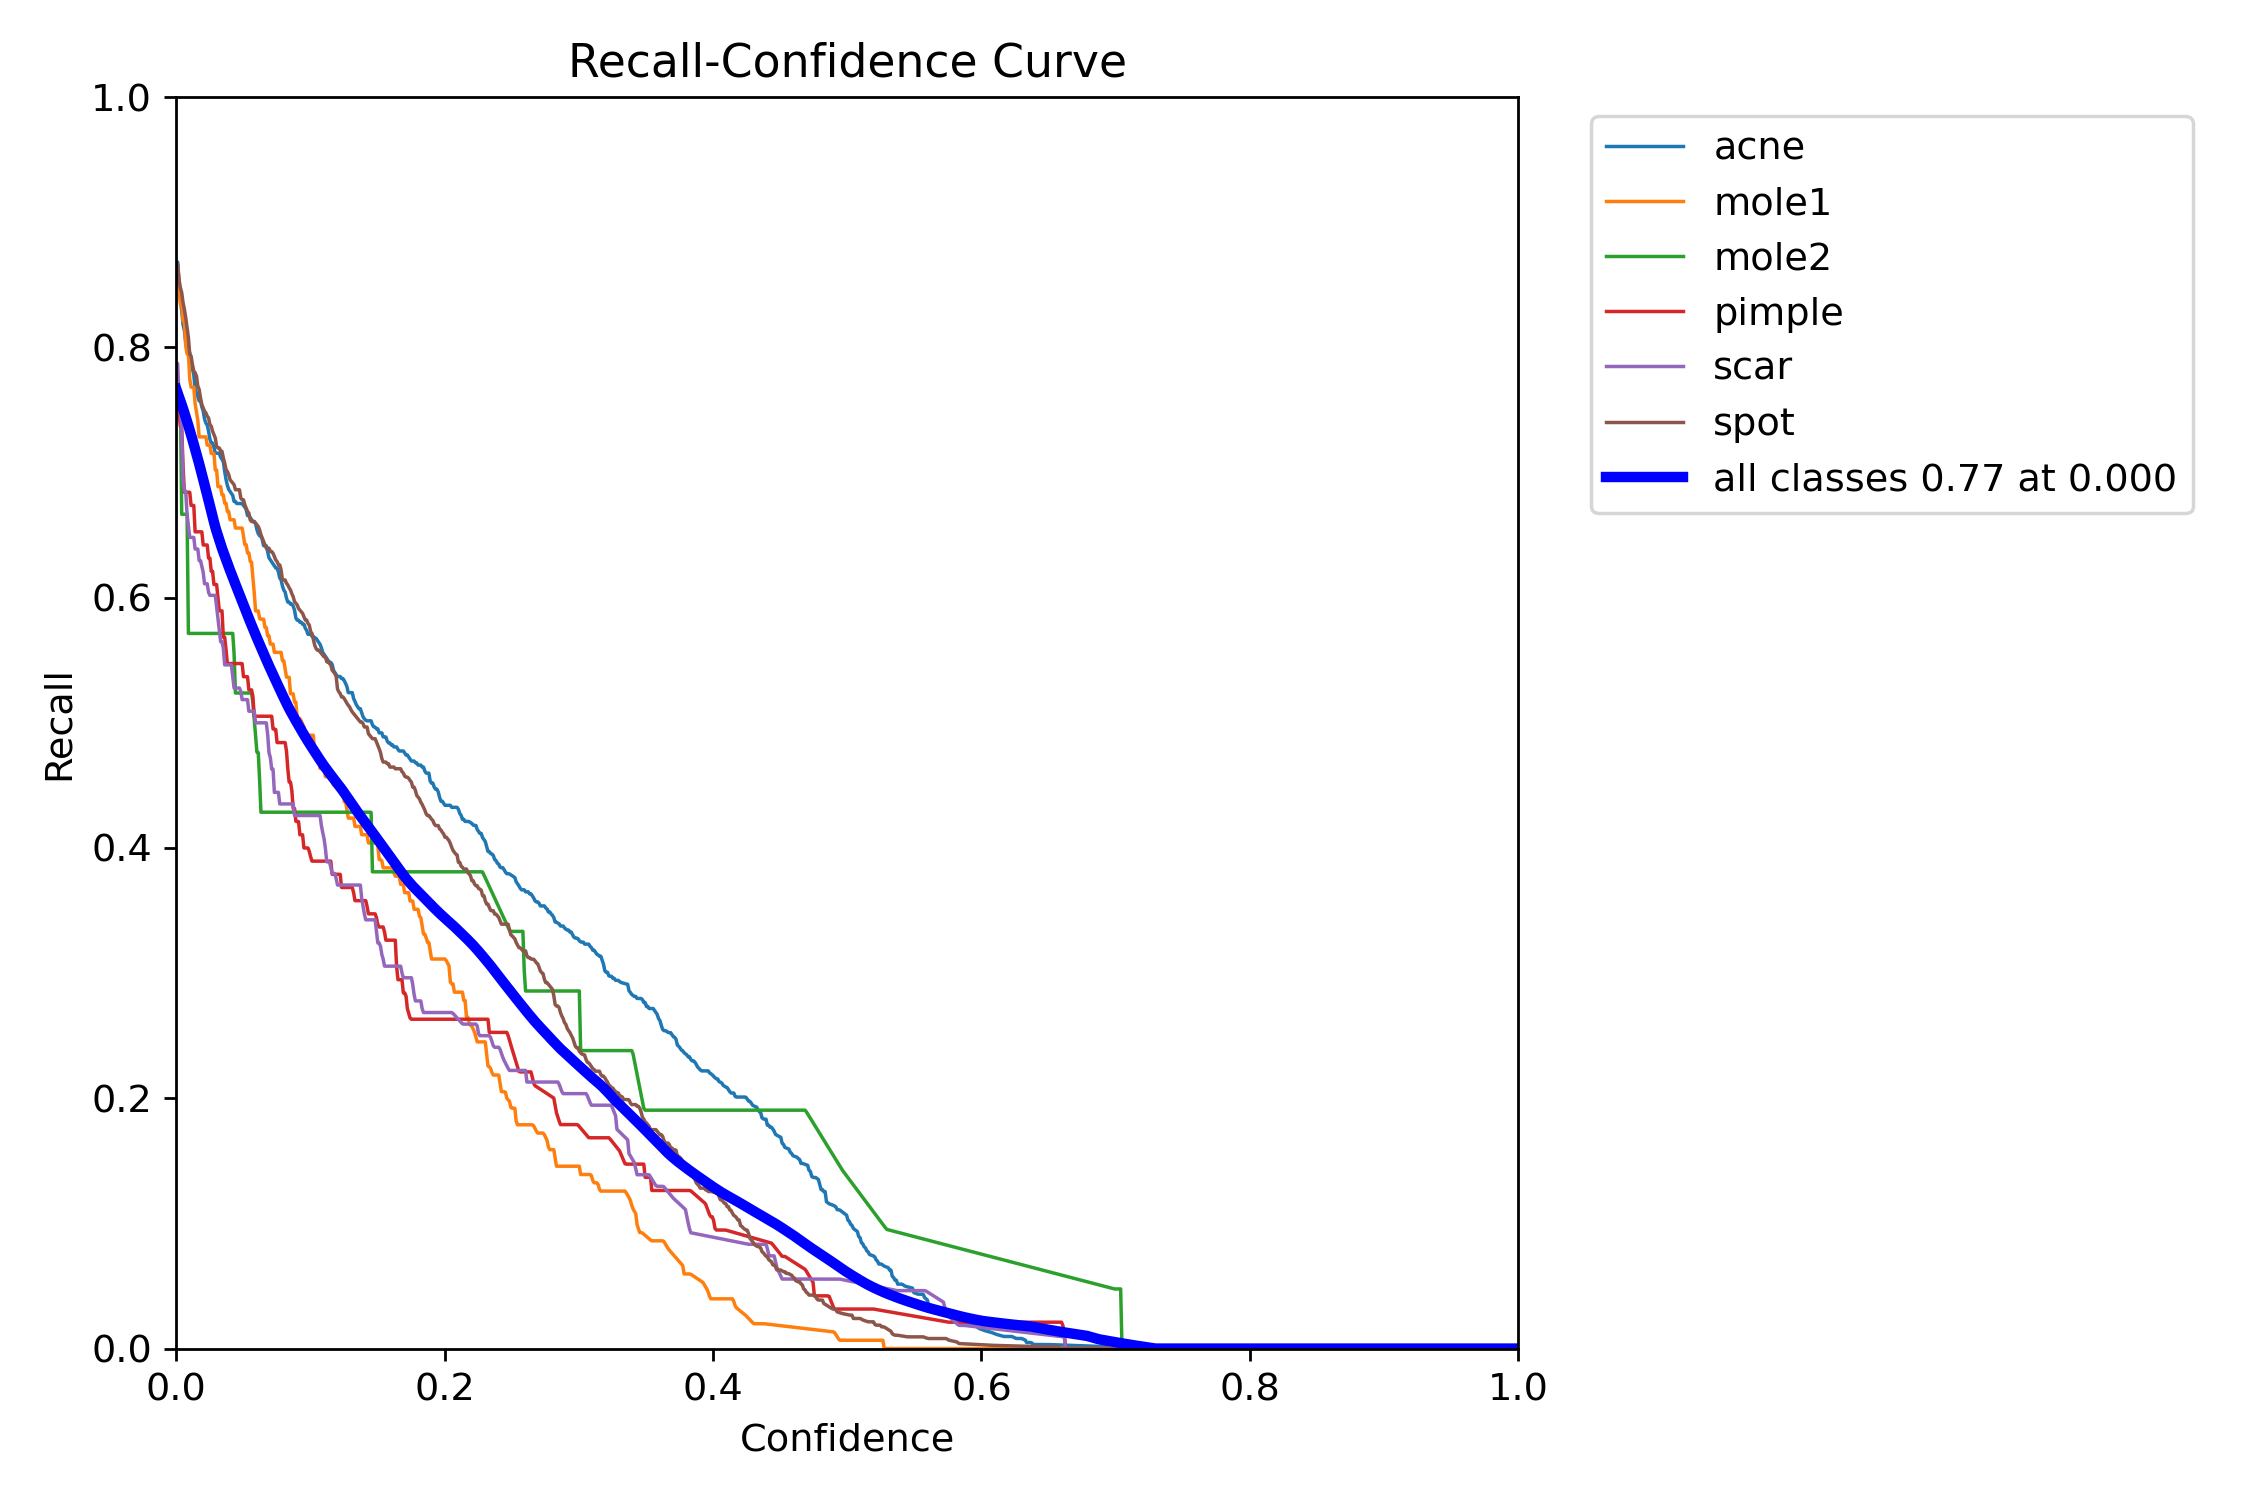 Recall-Confidence Curve
1.0
0.8
0.6
0.4
0.2
0.0
Recall
0.0 0.2 0.4 0.6 0.8 1.0
Confidence
acne
mole1
mole2
pimple
scar
spot
all classes 0.77 at 0.000